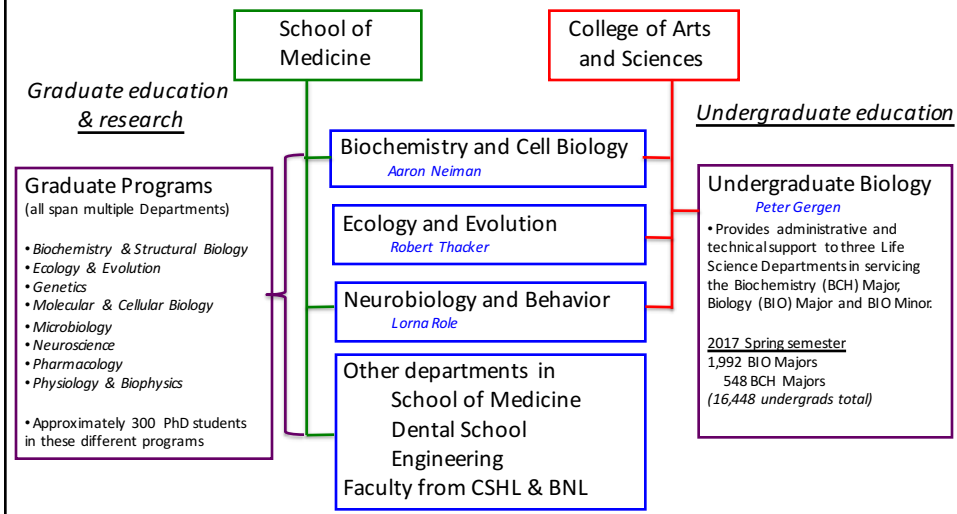 School of
Medicine
College of Arts
and Sciences
Graduate education
& research
Undergraduate education
Biochemistry and Cell Biology
Aaron Neiman
Ecology and Evolution
Robert Thacker
Neurobiology and Behavior
Lorna Role
Other departments in
School of Medicine
Dental School
Engineering
Faculty from CSHL & BNL
Graduate Programs
(all span multiple Departments)
• Biochemistry & Structural Biology
• Ecology & Evolution
• Genetics
• Molecular & Cellular Biology
• Microbiology
• Neuroscience
• Pharmacology
• Physiology & Biophysics
• Approximately 300 PhD students
in these different programs
Undergraduate Biology
Peter Gergen
• Provides administrative and
technical support to three Life
Science Departments in servicing
the Biochemistry (BCH) Major,
Biology (BIO) Major and BIO Minor.
2017 Spring semester
1,992 BIO Majors
548 BCH Majors
(16,448 undergrads total)